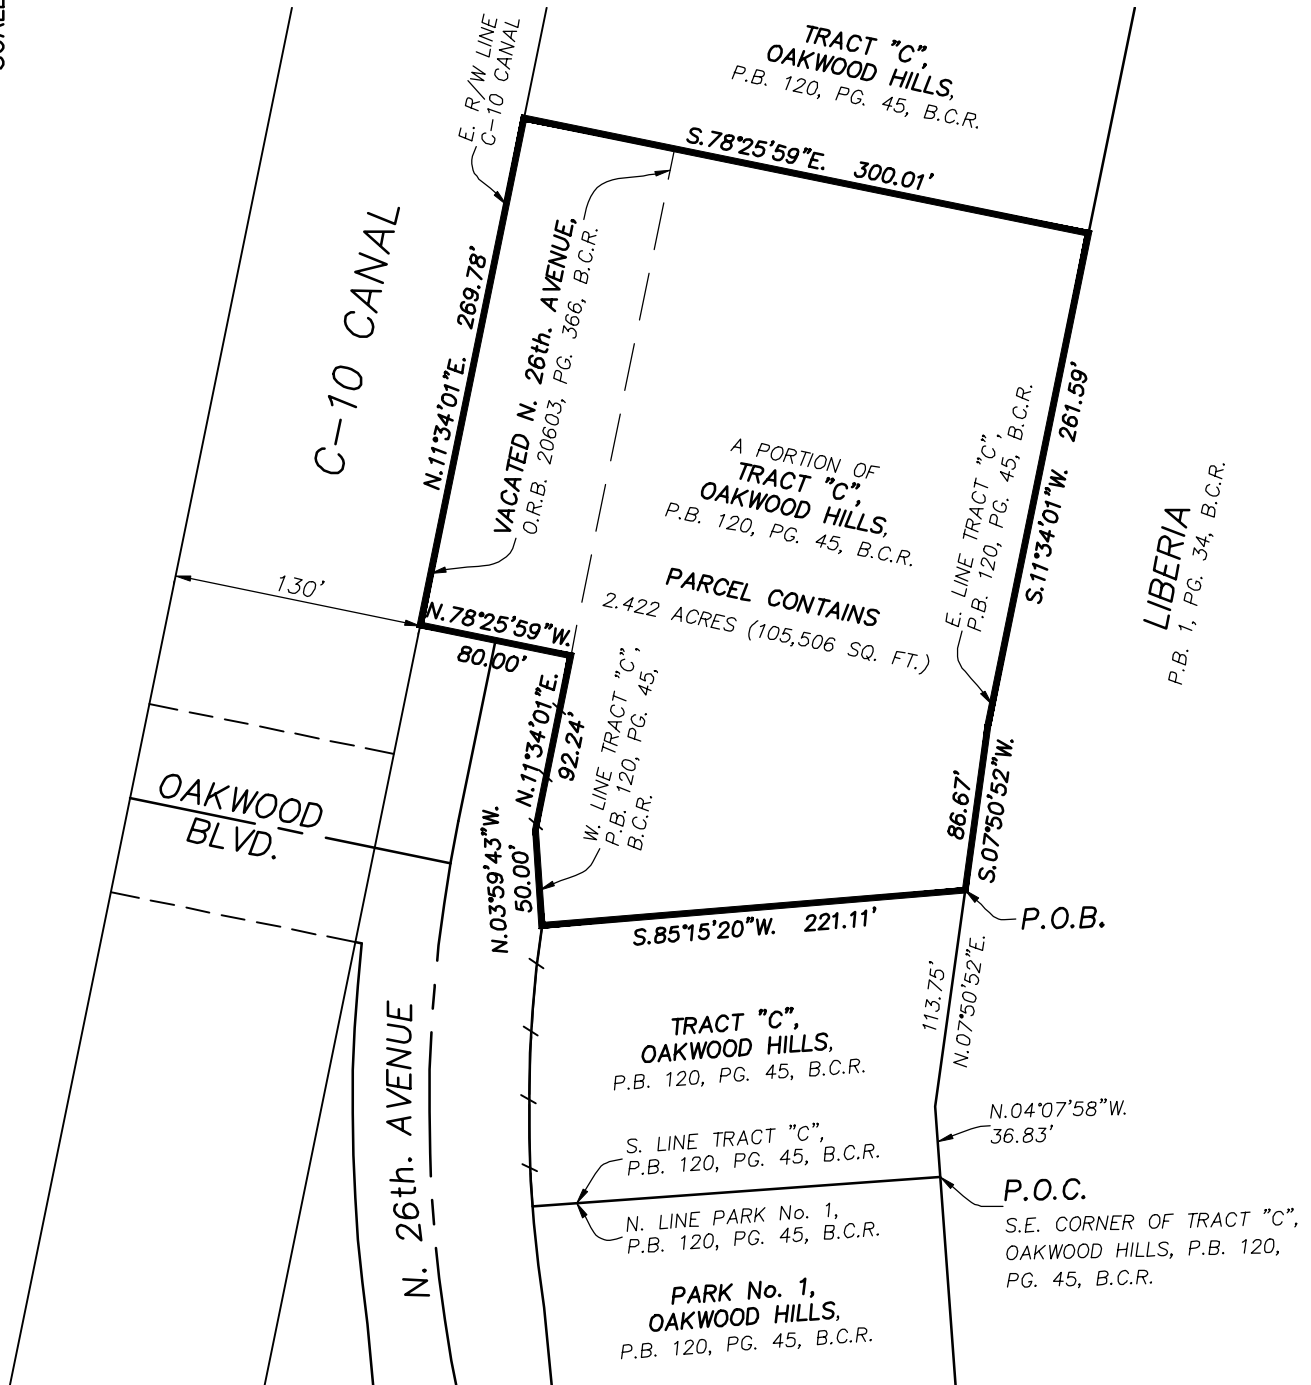 TRACT "C",
OAKWOOD HILLS,
P.B. 120, PG. 45, B.C.R.
E. R/W LINE
C-10 CANAL
S.78°25'59"E. 300.01'
C-10 CANAL
N.11°34'01"E. 269.78'
VACATED N. 26th. AVENUE,
O.R.B. 20603, PG. 366, B.C.R.
A PORTION OF
TRACT "C",
OAKWOOD HILLS,
P.B. 120, PG. 45, B.C.R.
PARCEL CONTAINS
2.422 ACRES (105,506 SQ. FT.)
E. LINE TRACT "C",
P.B. 120, PG. 45, B.C.R.
S.11°34'01"W. 261.59'
LIBERIA
P.B. 1, PG. 34, B.C.R.
130'
N.78°25'59"W.
80.00'
N.11°34'01"E.
92.24'
W. LINE TRACT "C",
P.B. 120, PG. 45,
B.C.R.
OAKWOOD
BLVD.
N.03°59'43"W.
50.00'
86.67'
S.07°50'52"W.
S.85°15'20"W. 221.11'
P.O.B.
113.75'
N.07°50'52"E.
TRACT "C",
OAKWOOD HILLS,
P.B. 120, PG. 45, B.C.R.
N. 26th. AVENUE
N.04°07'58"W.
36.83'
S. LINE TRACT "C",
P.B. 120, PG. 45, B.C.R.
P.O.C.
S.E. CORNER OF TRACT "C",
OAKWOOD HILLS, P.B. 120,
PG. 45, B.C.R.
N. LINE PARK No. 1,
P.B. 120, PG. 45, B.C.R.
PARK No. 1,
OAKWOOD HILLS,
P.B. 120, PG. 45, B.C.R.